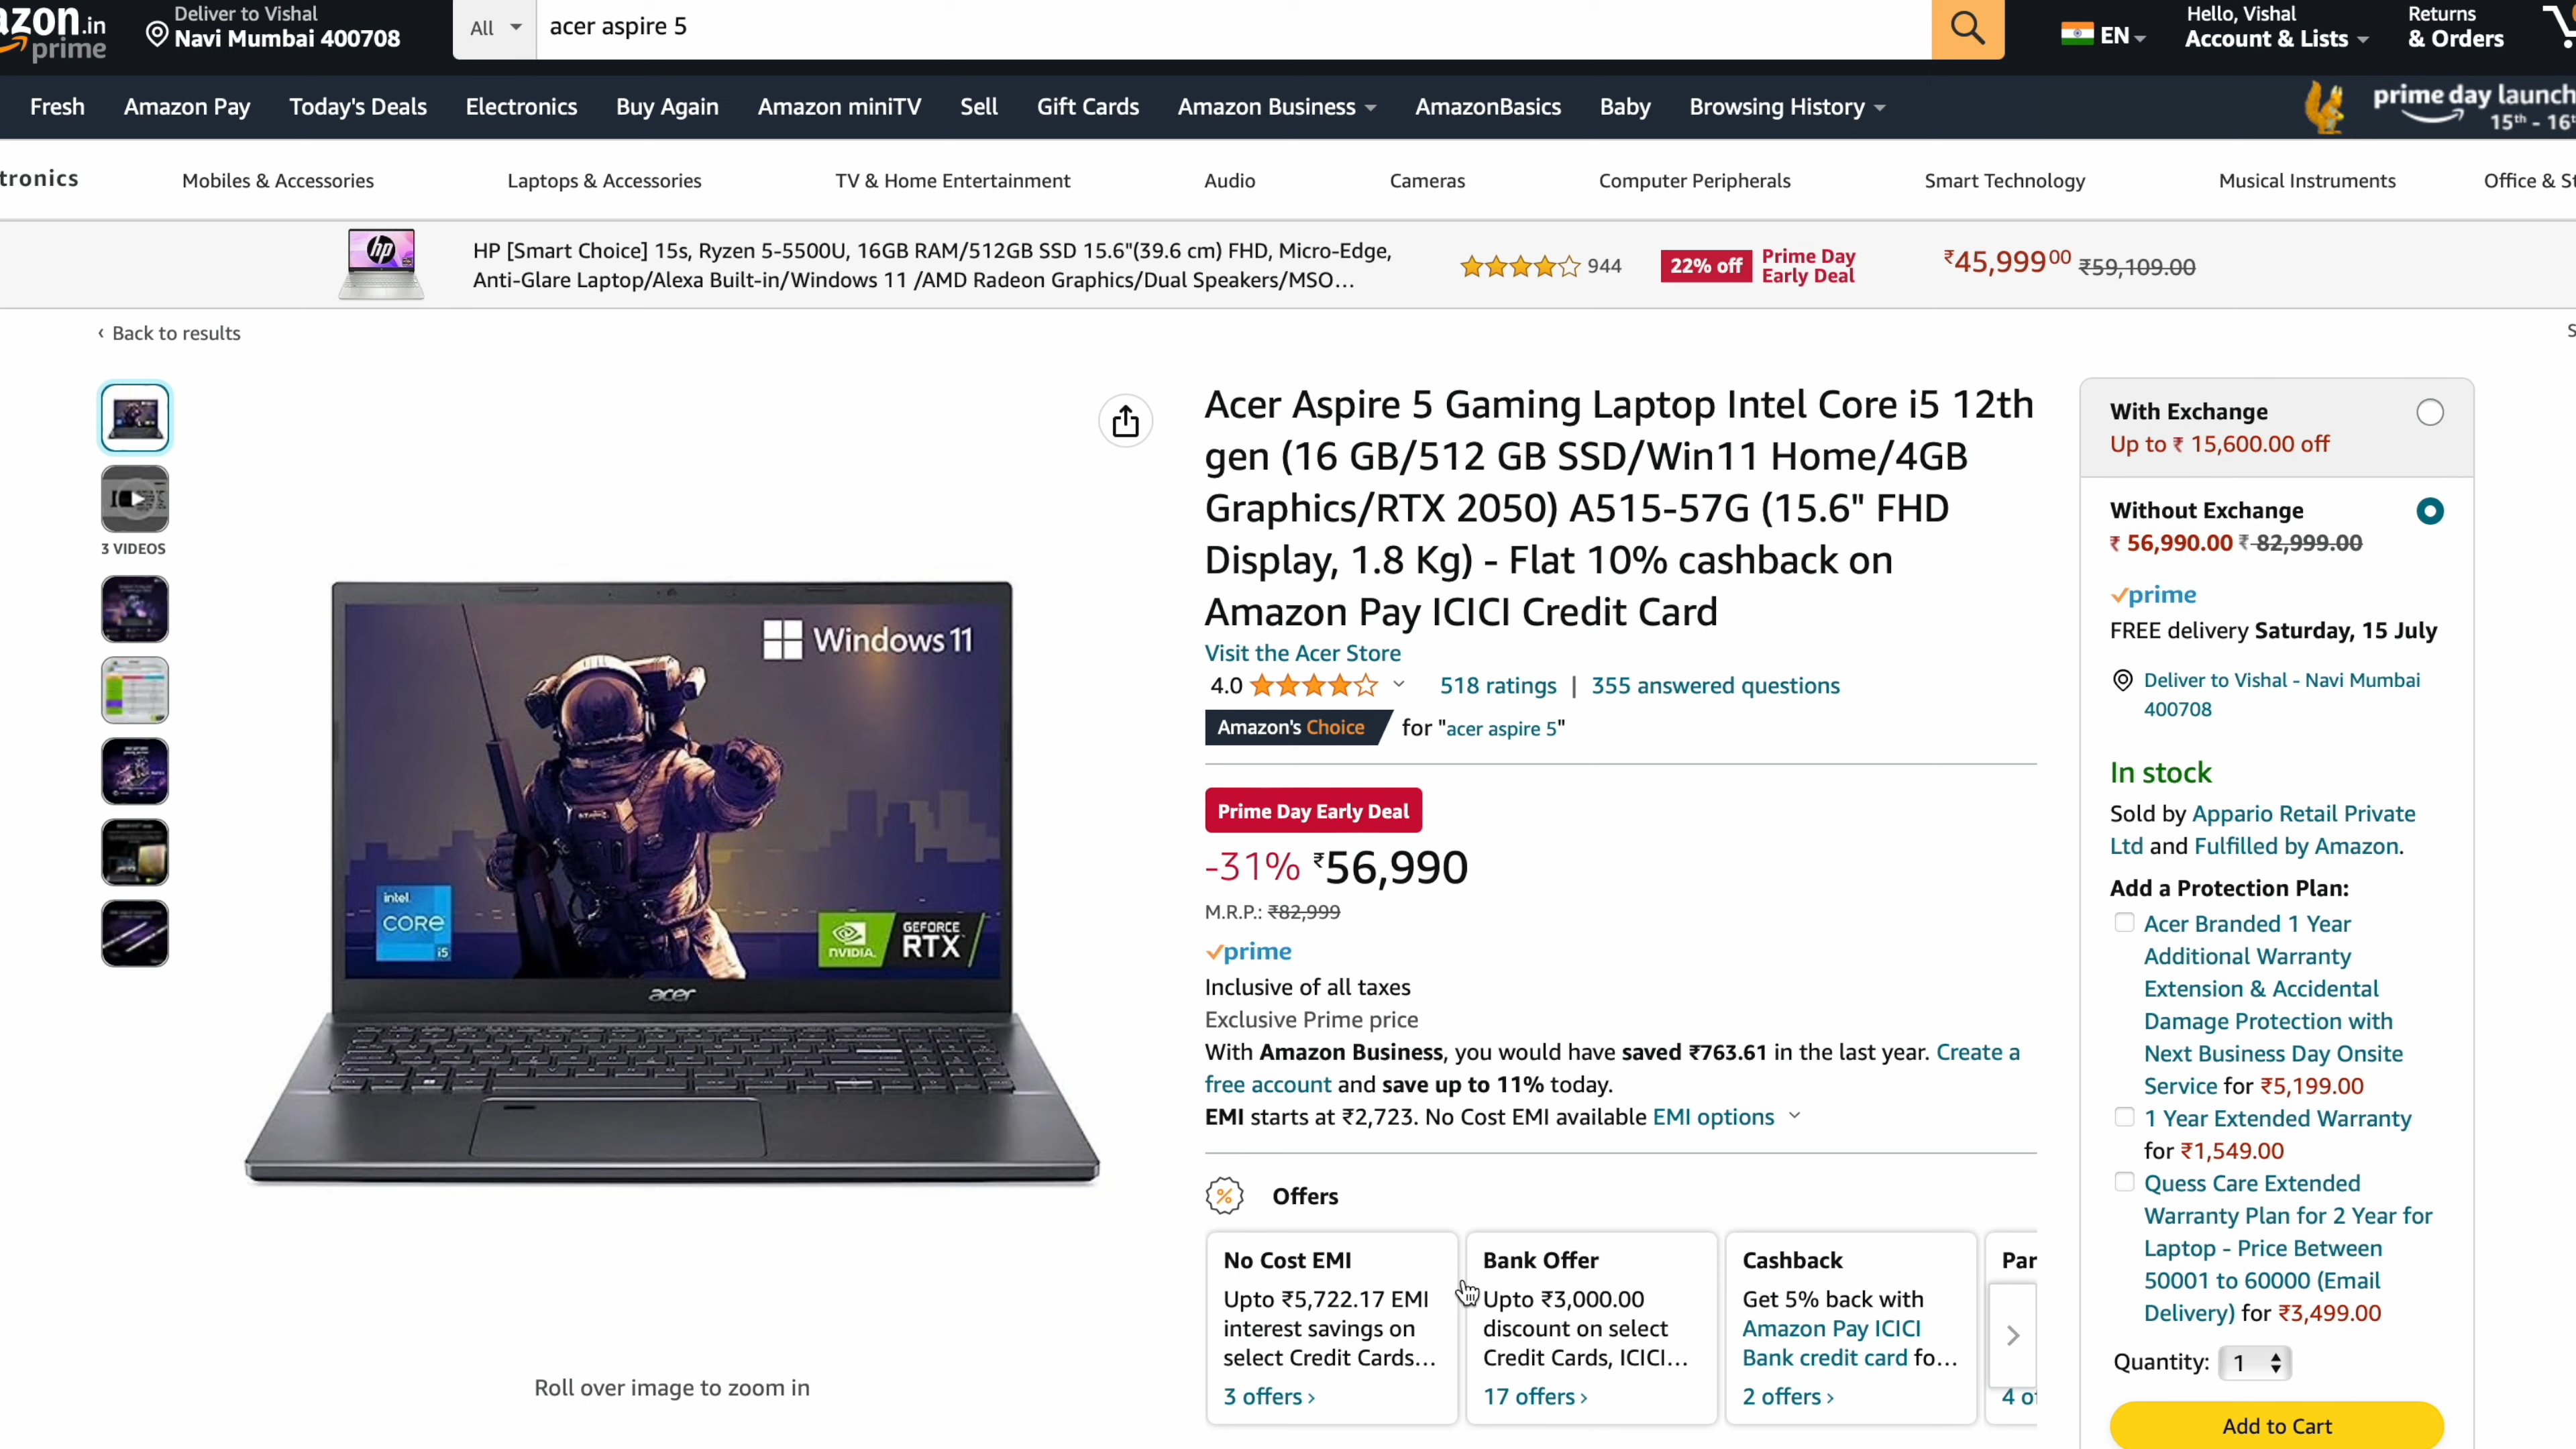 azon.in
prime
Deliver to Vishal
Navi Mumbai 400708
All
acer aspire 5
EN
Hello, Vishal
Account & Lists
Returns
& Orders
Fresh
Amazon Pay
Today's Deals
Electronics
Buy Again
Amazon miniTV
Sell
Gift Cards
Amazon Business
AmazonBasics
Baby
Browsing History
prime day launch
15th - 16t
tronics
Mobiles & Accessories
Laptops & Accessories
TV & Home Entertainment
Audio
Cameras
Computer Peripherals
Smart Technology
Musical Instruments
Office & St
hp
HP [Smart Choice] 15s, Ryzen 5-5500U, 16GB RAM/512GB SSD 15.6"(39.6 cm) FHD, Micro-Edge,
Anti-Glare Laptop/Alexa Built-in/Windows 11 /AMD Radeon Graphics/Dual Speakers/MSO...
944
22% off
Prime Day
Early Deal
₹45,99900 ₹59,109.00
‹ Back to results
3 VIDEOS
Windows 11
intel
CORE
i5
NVIDIA.
GEFORCE
RTX
acer
Roll over image to zoom in
Acer Aspire 5 Gaming Laptop Intel Core i5 12th
gen (16 GB/512 GB SSD/Win11 Home/4GB
Graphics/RTX 2050) A515-57G (15.6" FHD
Display, 1.8 Kg) - Flat 10% cashback on
Amazon Pay ICICI Credit Card
Visit the Acer Store
4.0
518 ratings | 355 answered questions
Amazon's Choice for "acer aspire 5"
Prime Day Early Deal
-31% ₹56,990
M.R.P.: ₹82,999
prime
Inclusive of all taxes
Exclusive Prime price
With Amazon Business, you would have saved ₹763.61 in the last year. Create a
free account and save up to 11% today.
EMI starts at ₹2,723. No Cost EMI available EMI options
% Offers
No Cost EMI
Upto ₹5,722.17 EMI
interest savings on
select Credit Cards...
3 offers ›
Bank Offer
Upto ₹3,000.00
discount on select
Credit Cards, ICICI...
17 offers ›
Cashback
Get 5% back with
Amazon Pay ICICI
Bank credit card fo...
2 offers ›
Par
4 of
With Exchange
Up to ₹ 15,600.00 off
Without Exchange
₹ 56,990.00 ₹ 82,999.00
prime
FREE delivery Saturday, 15 July
Deliver to Vishal - Navi Mumbai
400708
In stock
Sold by Appario Retail Private
Ltd and Fulfilled by Amazon.
Add a Protection Plan:
Acer Branded 1 Year
Additional Warranty
Extension & Accidental
Damage Protection with
Next Business Day Onsite
Service for ₹5,199.00
1 Year Extended Warranty
for ₹1,549.00
Quess Care Extended
Warranty Plan for 2 Year for
Laptop - Price Between
50001 to 60000 (Email
Delivery) for ₹3,499.00
Quantity: 1
Add to Cart